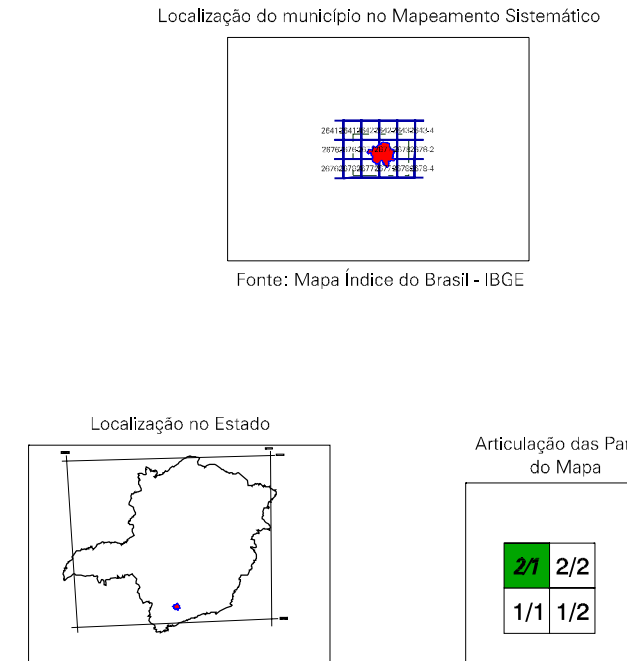 Localização do município no Mapeamento Sistemático
Fonte: Mapa Índice do Brasil - IBGE
Localização no Estado
Articulação das Par
do Mapa
2/1 2/2
1/1 1/2